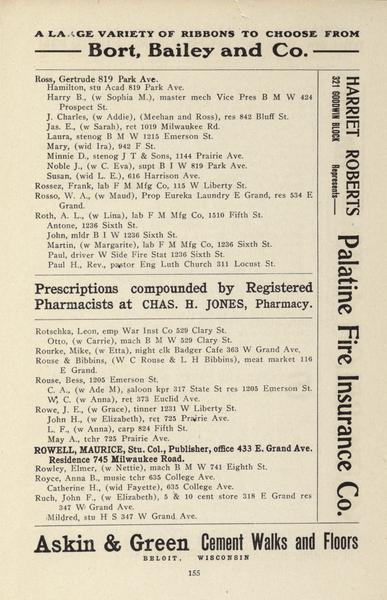 A LARGE VARIETY OF RIBBONS TO CHOOSE FROM
Bort, Bailey and Co.
Ross, Gertrude 819 Park Ave.
Hamilton, stu Acad 819 Park Ave.
Harry B., (w Sophia M.), master mech Vice Pres B M W 424
Prospect St.
J. Charles, (w Addie), (Meehan and Ross), res 842 Bluff St.
Jas. E., (w Sarah), ret 1019 Milwaukee Rd.
Laura, stenog B M W 1215 Emerson St.
Mary, (wid Ira), 942 F St.
Minnie D., stenog J T & Sons, 1144 Prairie Ave.
Noble J., (w C. Eva), supt B I W 819 Park Ave.
Susan, (wid L. E.), 616 Harrison Ave.
Rossez, Frank, lab F M Mfg Co, 115 W Liberty St.
Rosso, W. A., (w Maud), Prop Eureka Laundry E Grand, res 534 E
Grand.
Roth, A. L., (w Lina), lab F M Mfg Co, 1510 Fifth St.
Antone, 1236 Sixth St.
John, mldr B I W 1236 Sixth St.
Martin, (w Margarite), lab F M Mfg Co, 1236 Sixth St.
Paul, driver W Side Fire Stat 1236 Sixth St.
Paul H., Rev., pastor Eng Luth Church 311 Locust St.
Prescriptions compounded by Registered
Pharmacists at CHAS. H. JONES, Pharmacy.
Rotschka, Leon, emp War Inst Co 529 Clary St.
Otto, (w Carrie), mach B M W 529 Clary St.
Rourke, Mike, (w Etta), night clk Badger Cafe 363 W Grand Ave,
Rouse & Bibbins, (W C Rouse & L H Bibbins), meat market 116
E Grand.
Rouse, Bess, 1205 Emerson St.
C. A., (w Ade M), saloon kpr 317 State St res 1205 Emerson St.
W. C. (w Anna), ret 373 Euclid Ave.
Rowe, J. E., (w Grace), tinner 1231 W Liberty St.
John H., (w Elizabeth), ret 725 Prairie Ave.
L. F., (w Anna), carp 824 Fifth St.
May A., tchr 725 Prairie Ave.
ROWELL, MAURICE, Stu. Col., Publisher, office 433 E. Grand Ave.
Residence 745 Milwaukee Road.
Rowley, Elmer, (w Nettie), mach B M W 741 Eighth St.
Royce, Anna B., music tchr 635 College Ave.
Catherine H., (wid Fayette), 635 College Ave.
Ruch, John F., (w Elizabeth), 5 & 10 cent store 318 E Grand res
347 W Grand Ave.
Mildred, stu H S 347 W Grand Ave.
HARRIET ROBERTS
321 GOODWIN BLOCK
Represents
Palatine Fire Insurance Co.
Askin & Green Cement Walks and Floors
BELOIT, WISCONSIN
155